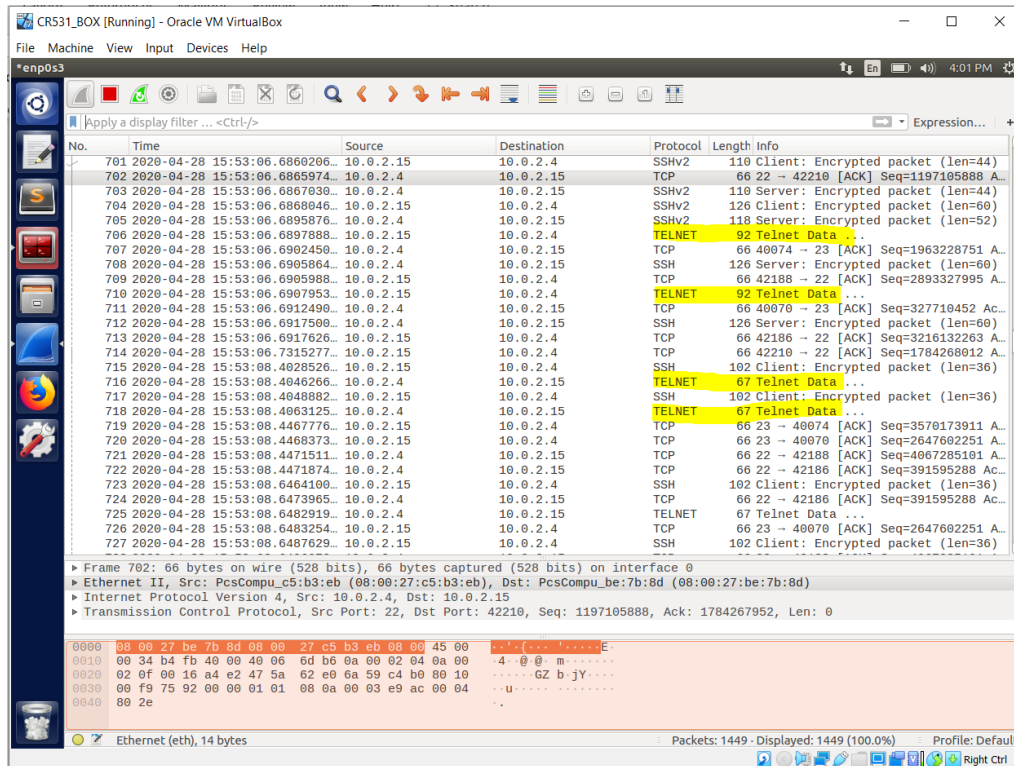 CR531_BOX [Running] - Oracle VM VirtualBox
File Machine View Input Devices Help
*enp0s3 En 4:01 PM
Apply a display filter ... <Ctrl-/> Expression... +
No. Time Source Destination Protocol Length Info
701 2020-04-28 15:53:06.6860206… 10.0.2.15 10.0.2.4 SSHv2 110 Client: Encrypted packet (len=44)
702 2020-04-28 15:53:06.6865974… 10.0.2.4 10.0.2.15 TCP 66 22 → 42210 [ACK] Seq=1197105888 A…
703 2020-04-28 15:53:06.6867030… 10.0.2.4 10.0.2.15 SSHv2 110 Server: Encrypted packet (len=44)
704 2020-04-28 15:53:06.6868046… 10.0.2.15 10.0.2.4 SSHv2 126 Client: Encrypted packet (len=60)
705 2020-04-28 15:53:06.6895876… 10.0.2.4 10.0.2.15 SSHv2 118 Server: Encrypted packet (len=52)
706 2020-04-28 15:53:06.6897888… 10.0.2.15 10.0.2.4 TELNET 92 Telnet Data ...
707 2020-04-28 15:53:06.6902450… 10.0.2.4 10.0.2.15 TCP 66 40074 → 23 [ACK] Seq=1963228751 A…
708 2020-04-28 15:53:06.6905864… 10.0.2.15 10.0.2.4 SSH 126 Server: Encrypted packet (len=60)
709 2020-04-28 15:53:06.6905988… 10.0.2.4 10.0.2.15 TCP 66 42188 → 22 [ACK] Seq=2893327995 A…
710 2020-04-28 15:53:06.6907953… 10.0.2.15 10.0.2.4 TELNET 92 Telnet Data ...
711 2020-04-28 15:53:06.6912490… 10.0.2.4 10.0.2.15 TCP 66 40070 → 23 [ACK] Seq=327710452 Ac…
712 2020-04-28 15:53:06.6917500… 10.0.2.15 10.0.2.4 SSH 126 Server: Encrypted packet (len=60)
713 2020-04-28 15:53:06.6917626… 10.0.2.4 10.0.2.15 TCP 66 42186 → 22 [ACK] Seq=3216132263 A…
714 2020-04-28 15:53:06.7315277… 10.0.2.15 10.0.2.4 TCP 66 42210 → 22 [ACK] Seq=1784268012 A…
715 2020-04-28 15:53:08.4028526… 10.0.2.4 10.0.2.15 SSH 102 Client: Encrypted packet (len=36)
716 2020-04-28 15:53:08.4046266… 10.0.2.4 10.0.2.15 TELNET 67 Telnet Data ...
717 2020-04-28 15:53:08.4048882… 10.0.2.4 10.0.2.15 SSH 102 Client: Encrypted packet (len=36)
718 2020-04-28 15:53:08.4063125… 10.0.2.4 10.0.2.15 TELNET 67 Telnet Data ...
719 2020-04-28 15:53:08.4467776… 10.0.2.15 10.0.2.4 TCP 66 23 → 40074 [ACK] Seq=3570173911 A…
720 2020-04-28 15:53:08.4468373… 10.0.2.15 10.0.2.4 TCP 66 23 → 40070 [ACK] Seq=2647602251 A…
721 2020-04-28 15:53:08.4471511… 10.0.2.15 10.0.2.4 TCP 66 22 → 42188 [ACK] Seq=4067285101 A…
722 2020-04-28 15:53:08.4471874… 10.0.2.15 10.0.2.4 TCP 66 22 → 42186 [ACK] Seq=391595288 Ac…
723 2020-04-28 15:53:08.6464100… 10.0.2.4 10.0.2.15 SSH 102 Client: Encrypted packet (len=36)
724 2020-04-28 15:53:08.6473965… 10.0.2.15 10.0.2.4 TCP 66 22 → 42186 [ACK] Seq=391595288 Ac…
725 2020-04-28 15:53:08.6482919… 10.0.2.4 10.0.2.15 TELNET 67 Telnet Data ...
726 2020-04-28 15:53:08.6483254… 10.0.2.15 10.0.2.4 TCP 66 23 → 40070 [ACK] Seq=2647602251 A…
727 2020-04-28 15:53:08.6487629… 10.0.2.4 10.0.2.15 SSH 102 Client: Encrypted packet (len=36)
Frame 702: 66 bytes on wire (528 bits), 66 bytes captured (528 bits) on interface 0
Ethernet II, Src: PcsCompu_c5:b3:eb (08:00:27:c5:b3:eb), Dst: PcsCompu_be:7b:8d (08:00:27:be:7b:8d)
Internet Protocol Version 4, Src: 10.0.2.4, Dst: 10.0.2.15
Transmission Control Protocol, Src Port: 22, Dst Port: 42210, Seq: 1197105888, Ack: 1784267952, Len: 0
0000 08 00 27 be 7b 8d 08 00 27 c5 b3 eb 08 00 45 00 ··'·{··· '·····E·
0010 00 34 b4 fb 40 00 40 06 6d b6 0a 00 02 04 0a 00 ·4··@·@· m·······
0020 02 0f 00 16 a4 e2 47 5a 62 e0 6a 59 c4 b0 80 10 ······GZ b·jY····
0030 00 f9 75 92 00 00 01 01 08 0a 00 03 e9 ac 00 04 ··u····· ········
0040 80 2e ·.
Ethernet (eth), 14 bytes Packets: 1449 · Displayed: 1449 (100.0%) Profile: Defaul
Right Ctrl